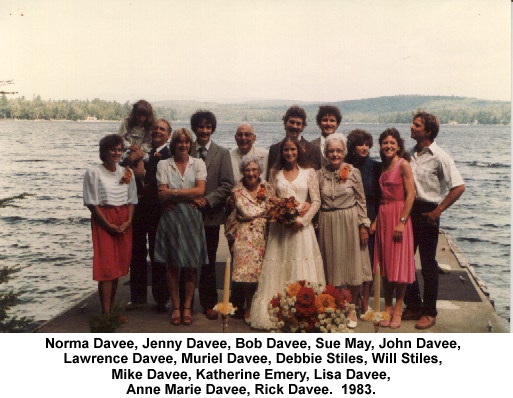 Norma Davee, Jenny Davee, Bob Davee, Sue May, John Davee,
Lawrence Davee, Muriel Davee, Debbie Stiles, Will Stiles,
Mike Davee, Katherine Emery, Lisa Davee,
Anne Marie Davee, Rick Davee.  1983.